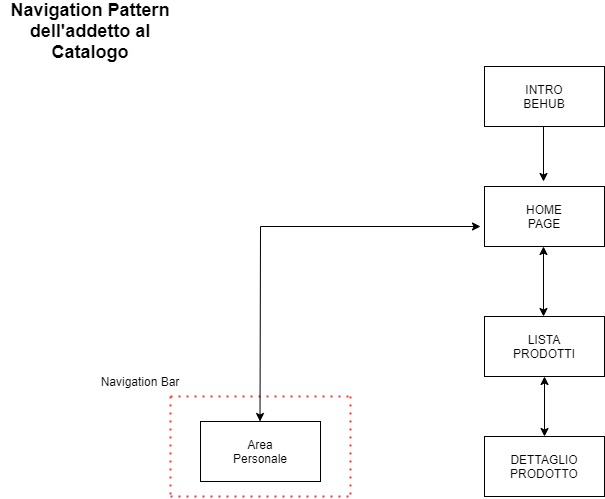 Navigation Pattern
dell'addetto al
Catalogo
INTRO
BEHUB
HOME
PAGE
LISTA
PRODOTTI
Navigation Bar
Area
Personale
DETTAGLIO
PRODOTTO